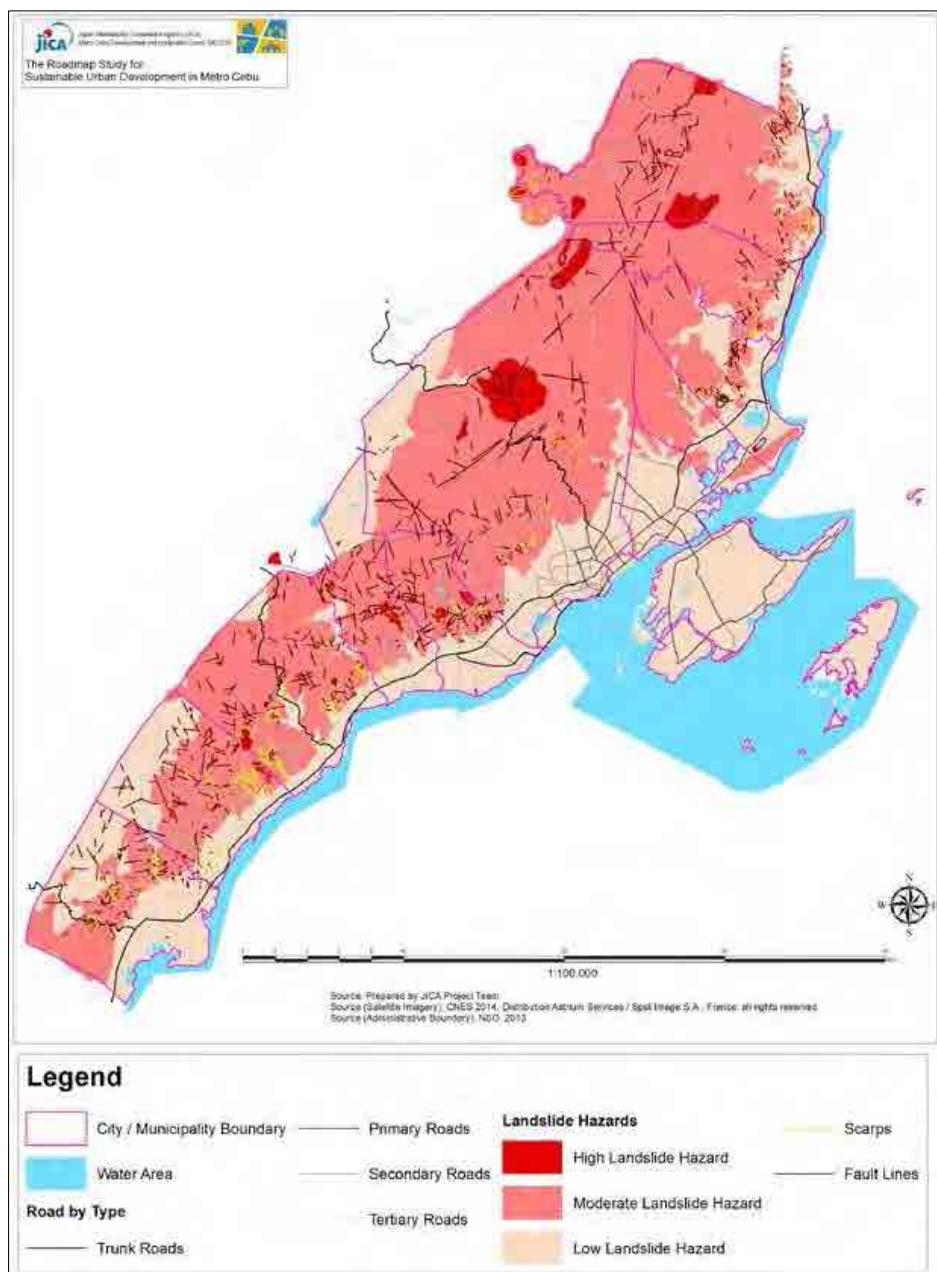 jICA
The Roadmap Study for
Sustainable Urban Development in Metro Cebu
N
W
E
S
1:100,000
Source: Prepared by JICA Project Team
Source (Satellite Imagery): CNES 2014, Distribution Astrium Services / Spot Image S.A., France, all rights reserved
Source (Administrative Boundary): NSO, 2013
Legend
City / Municipality Boundary
Water Area
Road by Type
Trunk Roads
Primary Roads
Secondary Roads
Tertiary Roads
Landslide Hazards
High Landslide Hazard
Moderate Landslide Hazard
Low Landslide Hazard
Scarps
Fault Lines